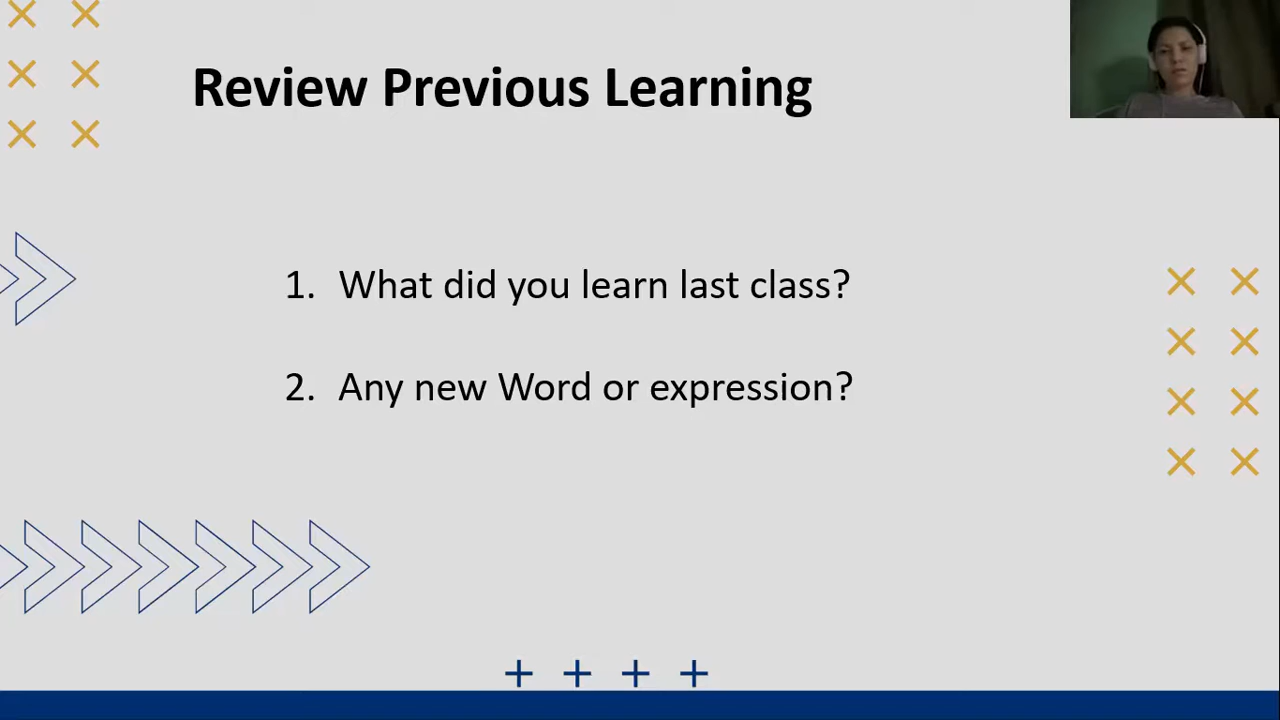 Review Previous Learning
1. What did you learn last class?
2. Any new Word or expression?